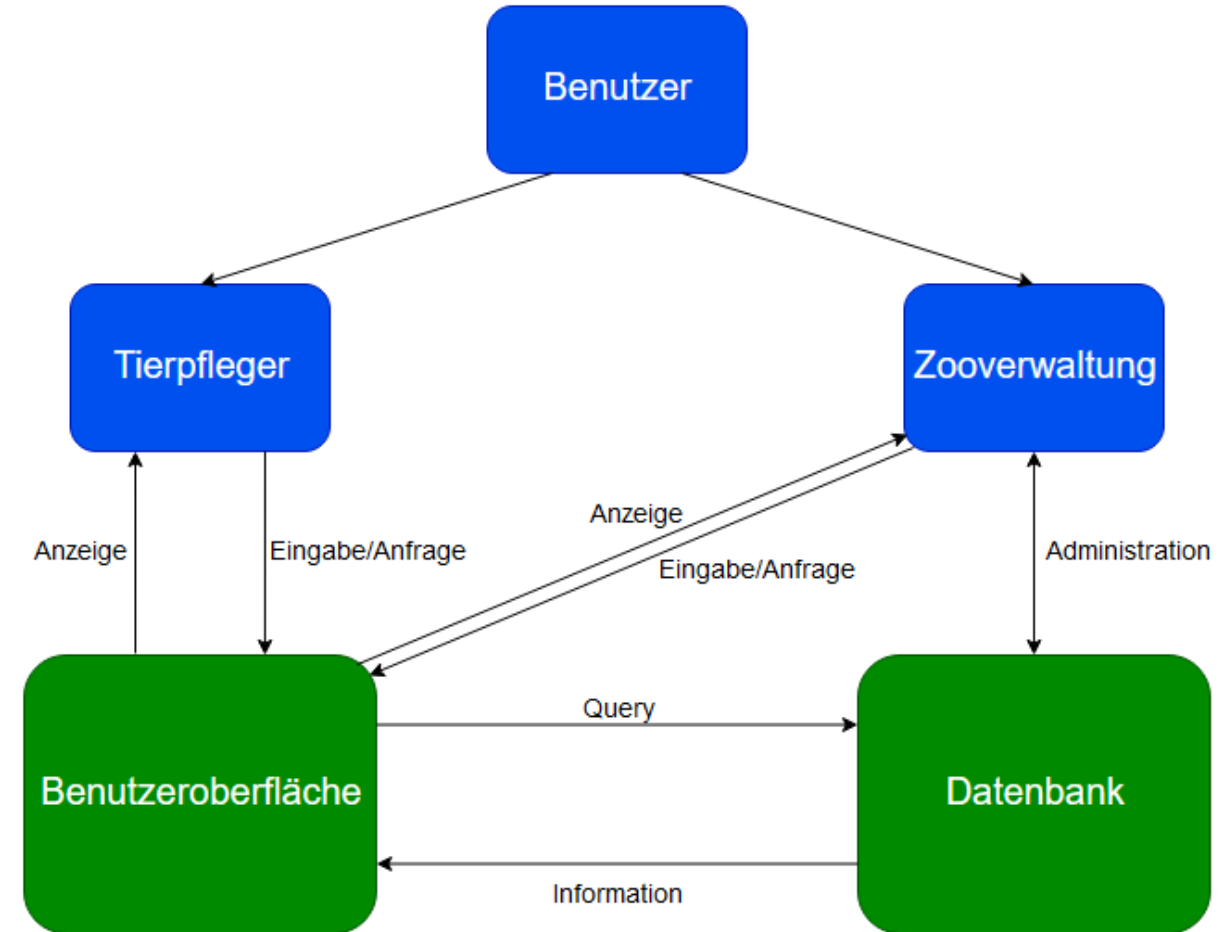 Benutzer
Tierpfleger
Zooverwaltung
Anzeige
Anzeige
Eingabe/Anfrage
Administration
Eingabe/Anfrage
Query
Benutzeroberfläche
Datenbank
Information